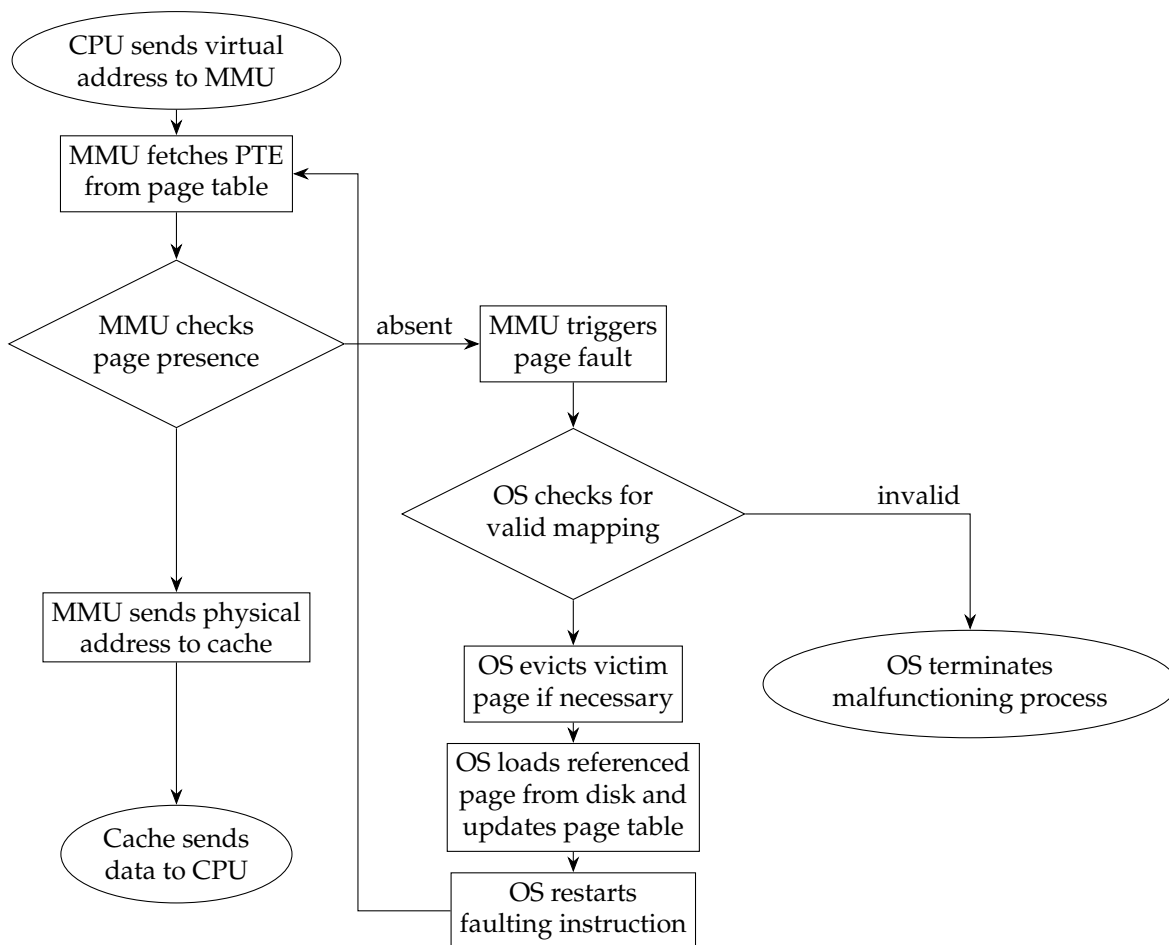 CPU sends virtual
address to MMU
MMU fetches PTE
from page table
MMU checks
page presence
absent
MMU triggers
page fault
OS checks for
valid mapping
invalid
MMU sends physical
address to cache
OS evicts victim
page if necessary
OS terminates
malfunctioning process
OS loads referenced
page from disk and
updates page table
Cache sends
data to CPU
OS restarts
faulting instruction